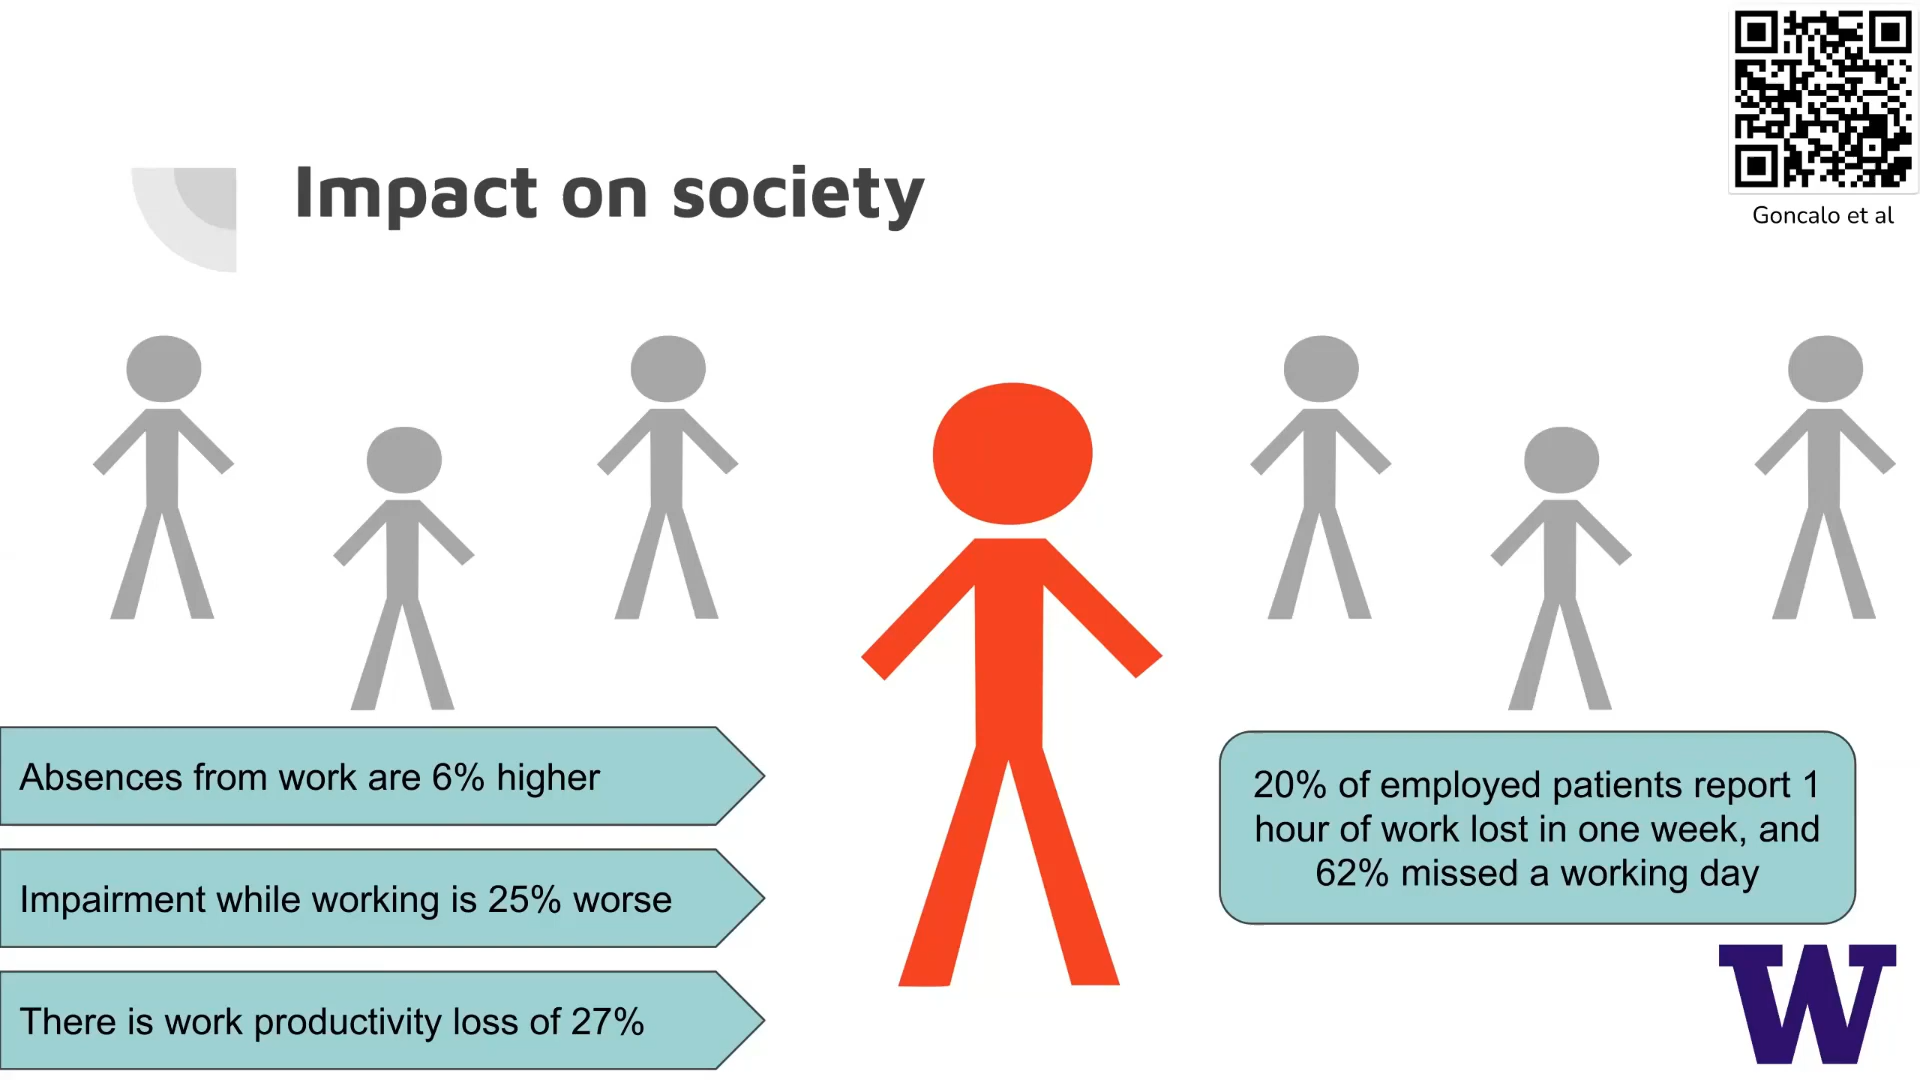 Goncalo et al
Impact on society
Absences from work are 6% higher
Impairment while working is 25% worse
There is work productivity loss of 27%
20% of employed patients report 1
hour of work lost in one week, and
62% missed a working day
W